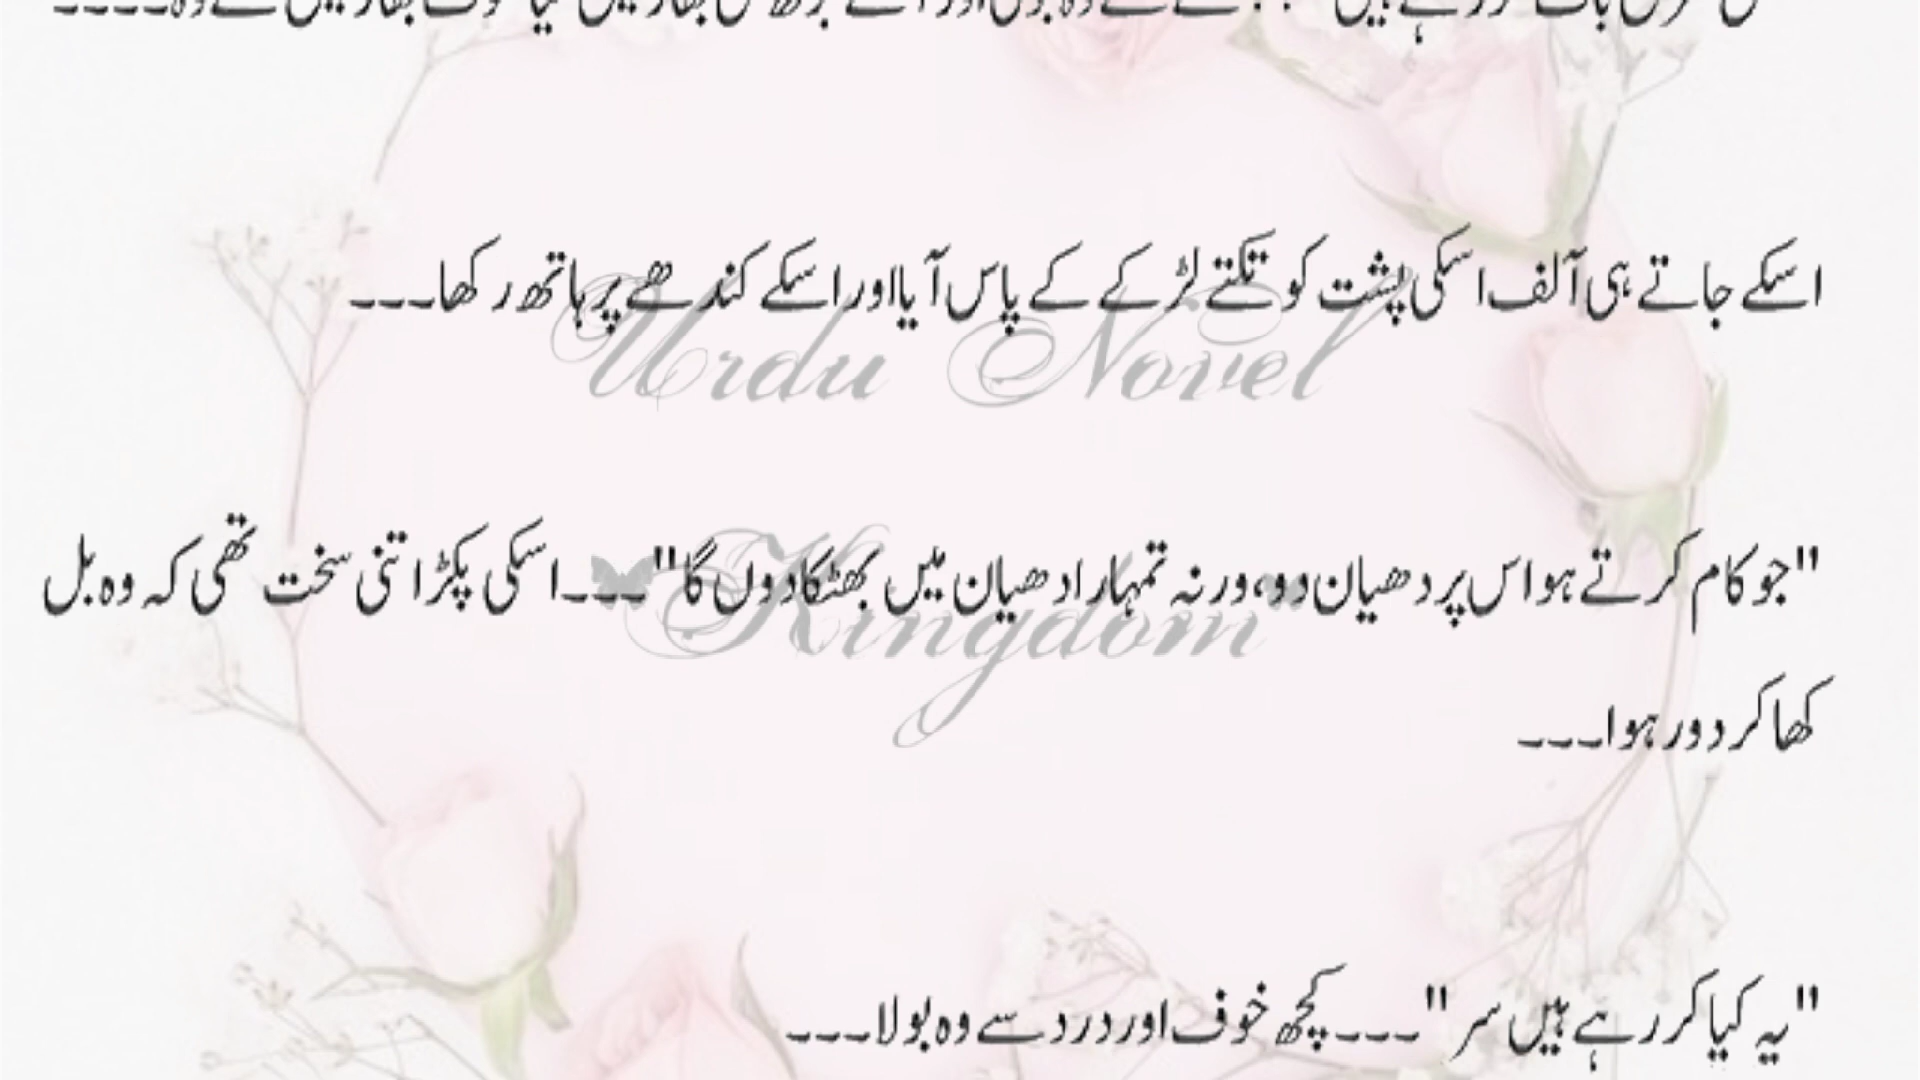 اسکے جاتے ہی آلف اسکی پشت کو تکتے لڑکے کے پاس آیا اور اسکے کندھے پر ہاتھ رکھا۔۔۔
Urdu Novel
"جو کام کرتے ہو اس پر دھیان دو، ورنہ تمہارا دھیان میں بھٹکا دوں گا"۔۔۔ اسکی پکڑ اتنی سخت تھی کہ وہ بل
Kingdom
کھا کر دور ہوا۔۔۔
"یہ کیا کر رہے ہیں سر"۔۔۔ کچھ خوف اور درد سے وہ بولا۔۔۔